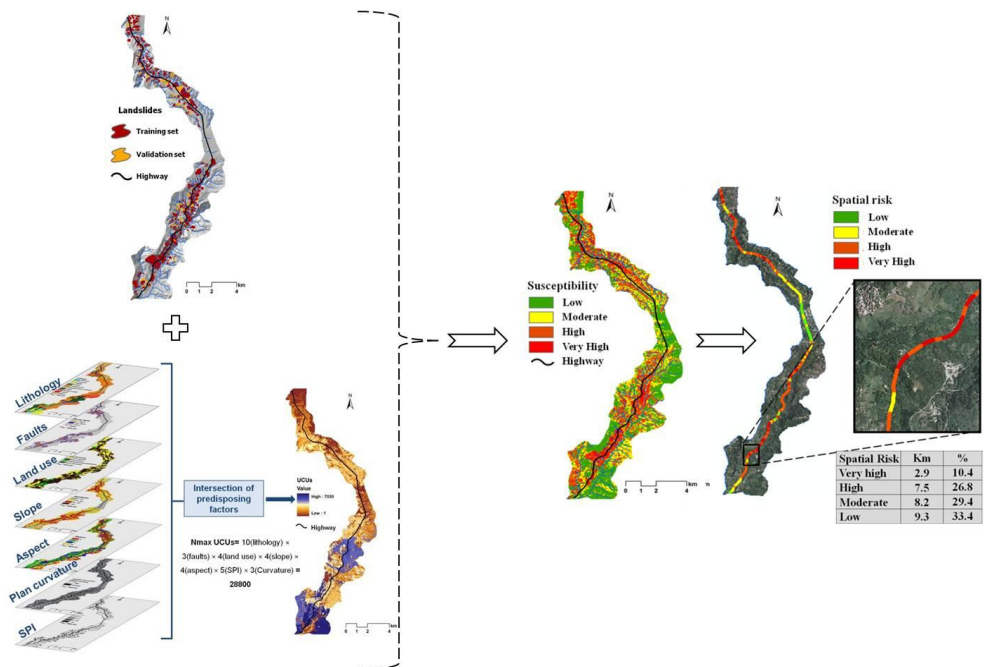 N
Landslides
Training set
Validation set
Highway
0 1 2 4
km
Lithology
Faults
Land use
Slope
Aspect
Plan curvature
SPI
Intersection of
predisposing
factors
N
UCUs
Value
Low : 1
Highway
Nmax UCUs= 10(lithology) ×
3(faults) × 4(land use) × 4(slope) ×
4(aspect) × 5(SPI) × 3(Curvature) =
28800
0 1 2 4
km
N
Susceptibility
Low
Moderate
High
Very High
Highway
0 1 2 4
km
N
Spatial risk
Low
Moderate
High
Very High
Spatial Risk Km %
Very high 2.9 10.4
High 7.5 26.8
Moderate 8.2 29.4
Low 9.3 33.4